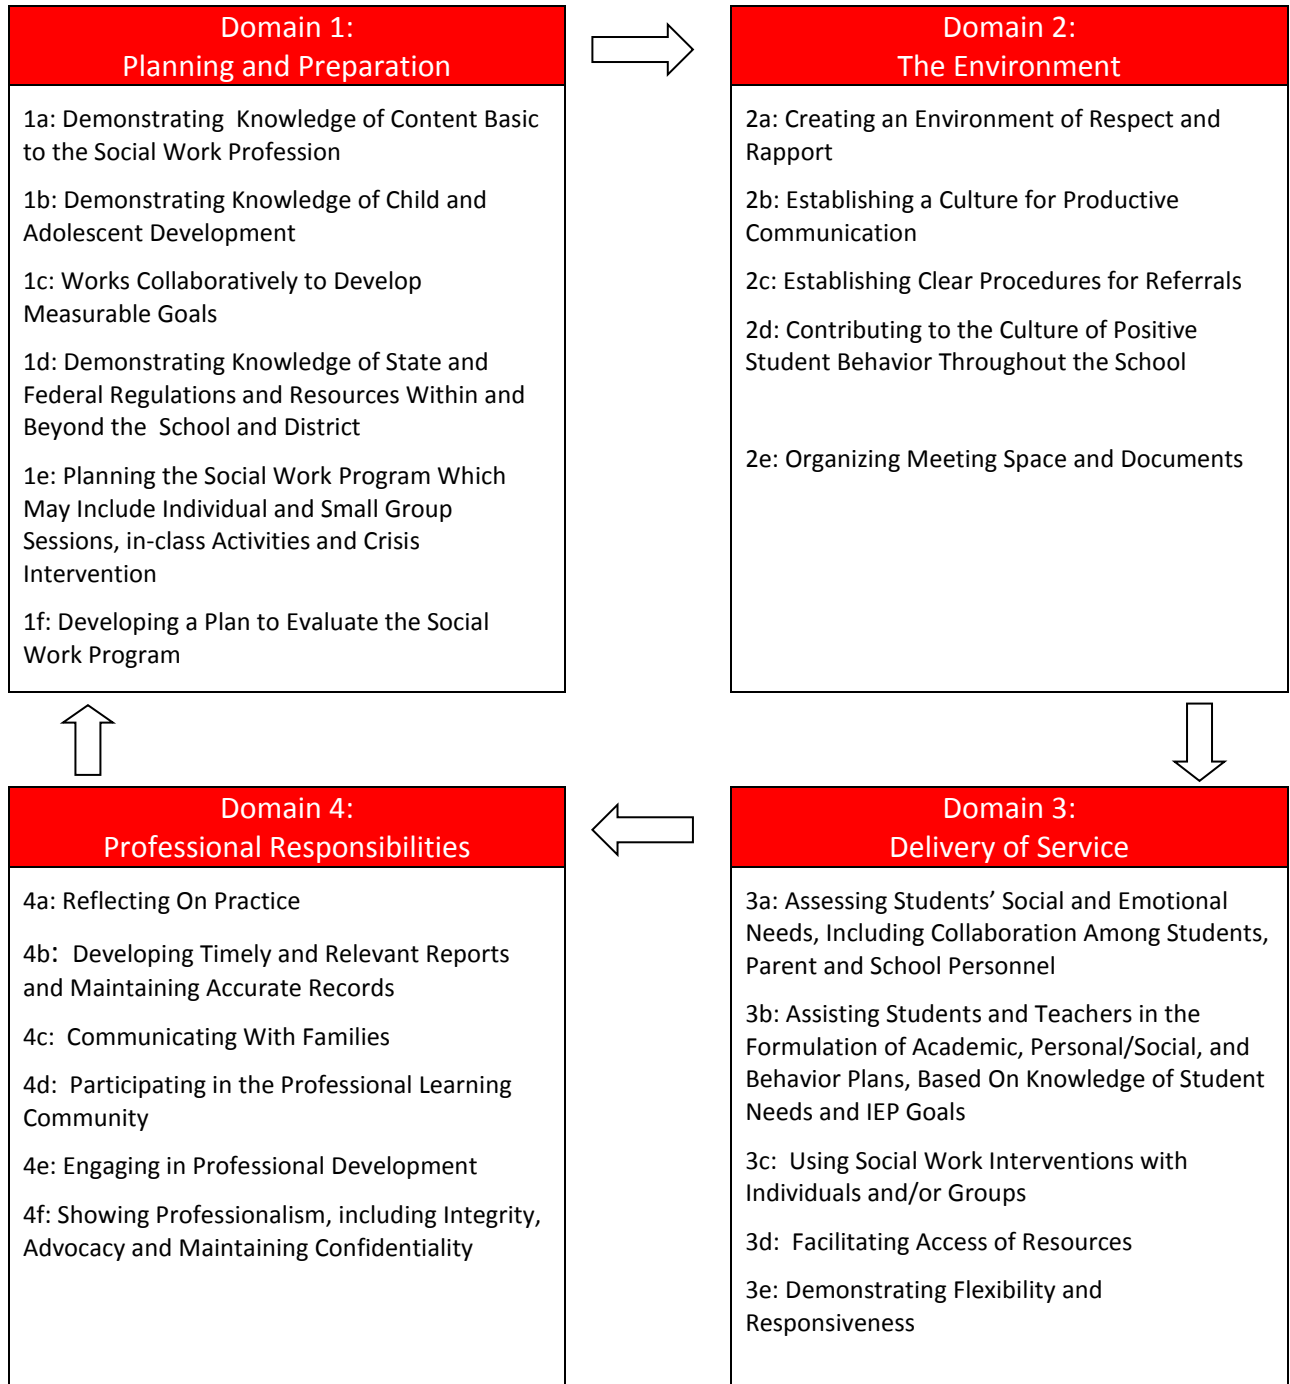 Domain 1:
Planning and Preparation
1a: Demonstrating  Knowledge of Content Basic
to the Social Work Profession
1b: Demonstrating Knowledge of Child and
Adolescent Development
1c: Works Collaboratively to Develop
Measurable Goals
1d: Demonstrating Knowledge of State and
Federal Regulations and Resources Within and
Beyond the  School and District
1e: Planning the Social Work Program Which
May Include Individual and Small Group
Sessions, in-class Activities and Crisis
Intervention
1f: Developing a Plan to Evaluate the Social
Work Program
Domain 2:
The Environment
2a: Creating an Environment of Respect and
Rapport
2b: Establishing a Culture for Productive
Communication
2c: Establishing Clear Procedures for Referrals
2d: Contributing to the Culture of Positive
Student Behavior Throughout the School
2e: Organizing Meeting Space and Documents
Domain 3:
Delivery of Service
3a: Assessing Students’ Social and Emotional
Needs, Including Collaboration Among Students,
Parent and School Personnel
3b: Assisting Students and Teachers in the
Formulation of Academic, Personal/Social, and
Behavior Plans, Based On Knowledge of Student
Needs and IEP Goals
3c:  Using Social Work Interventions with
Individuals and/or Groups
3d:  Facilitating Access of Resources
3e: Demonstrating Flexibility and
Responsiveness
Domain 4:
Professional Responsibilities
4a: Reflecting On Practice
4b:  Developing Timely and Relevant Reports
and Maintaining Accurate Records
4c:  Communicating With Families
4d:  Participating in the Professional Learning
Community
4e: Engaging in Professional Development
4f: Showing Professionalism, including Integrity,
Advocacy and Maintaining Confidentiality